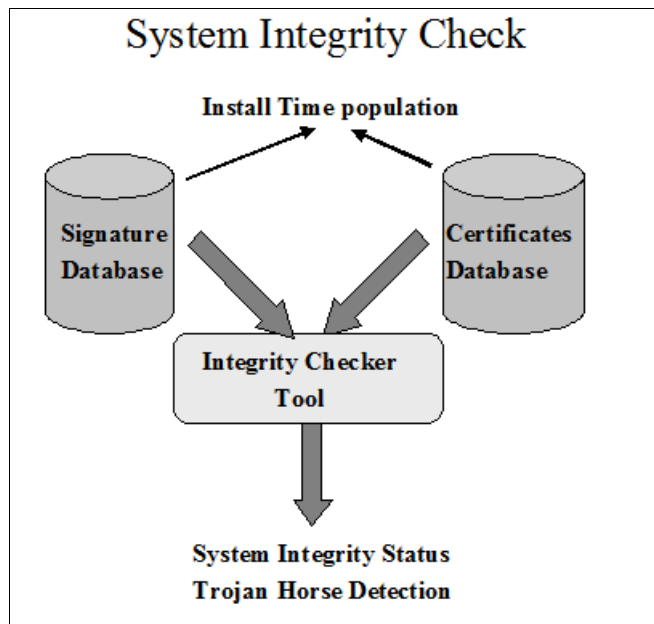 System Integrity Check
Install Time population
Signature
Database
Certificates
Database
Integrity Checker
Tool
System Integrity Status
Trojan Horse Detection